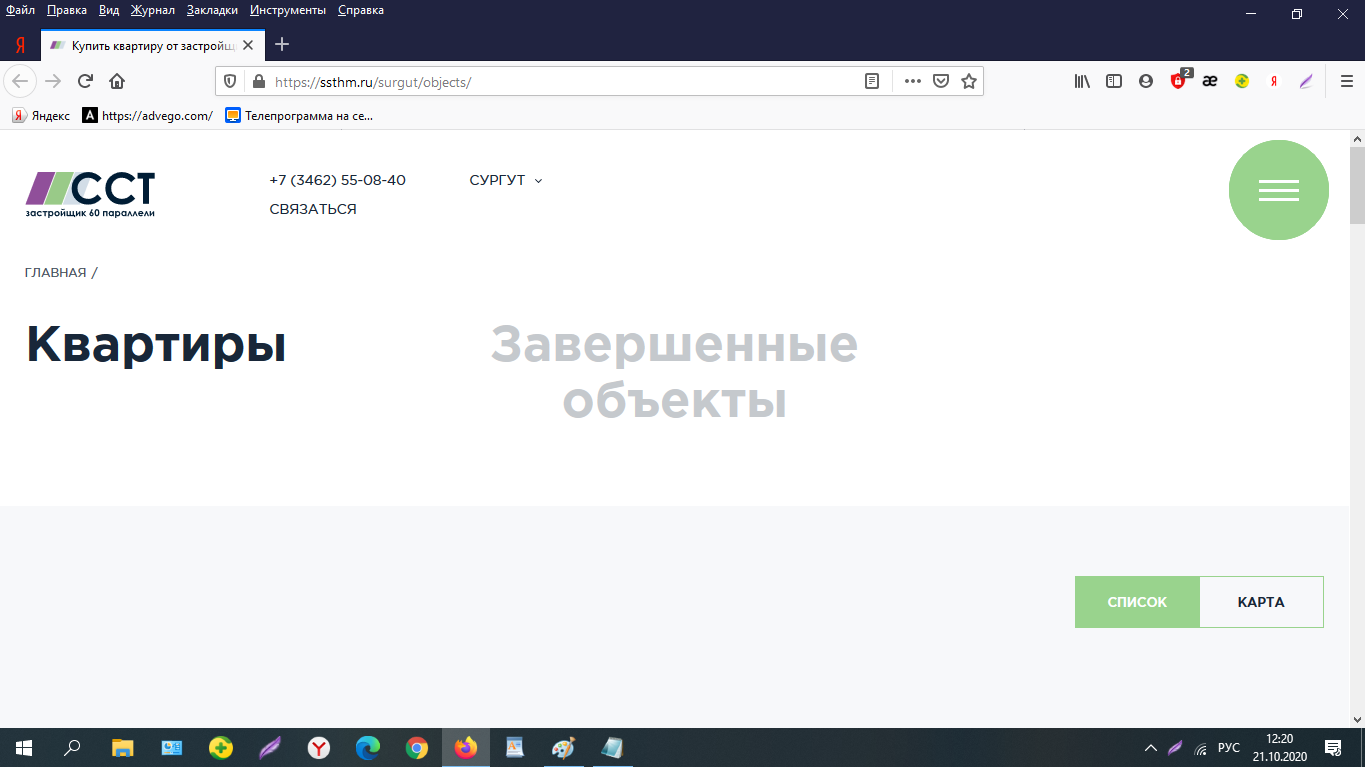 Файл Правка Вид Журнал Закладки Инструменты Справка
Я Купить квартиру от застройщи
https://ssthm.ru/surgut/objects/ 2 æ Я
Я Яндекс A https://advego.com/ Телепрограмма на се...
ССТ
застройщик 60 параллели
+7 (3462) 55-08-40 СУРГУТ
СВЯЗАТЬСЯ
ГЛАВНАЯ /
Квартиры
Завершенные
объекты
СПИСОК КАРТА
РУС 12:20
21.10.2020